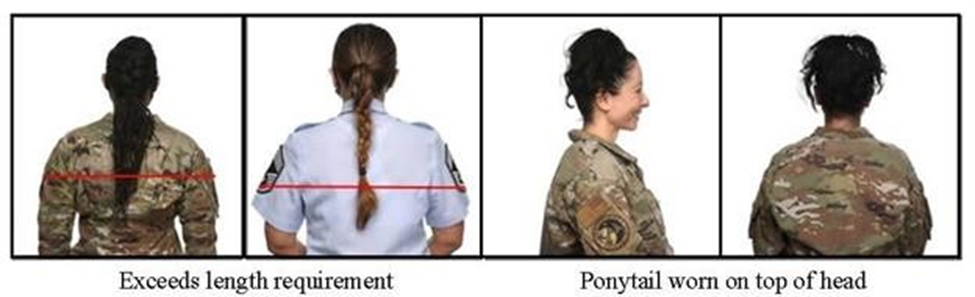 Exceeds length requirement
Ponytail worn on top of head